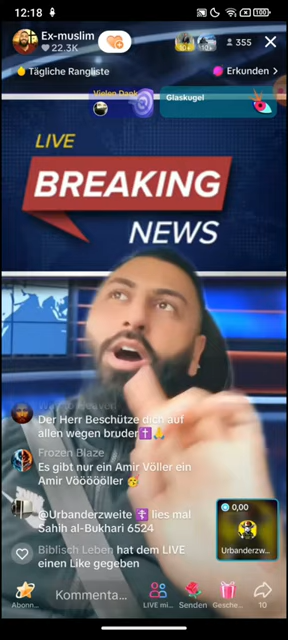 12:18
100
Ex-muslim
22.3K
355
Tägliche Rangliste
Erkunden >
Vielen Dank
Glaskugel
LIVE
BREAKING
NEWS
Der Herr Beschütze dich auf
allen wegen bruder
Frozen Blaze
Es gibt nur ein Amir Völler ein
Amir Vööööööller
@Urbanderzweite lies mal
Sahih al-Bukhari 6524
Biblisch Leben hat dem LIVE
einen Like gegeben
0,00
Urbanderzw...
Abonn...
Kommenta...
LIVE mi...
Senden
Gesche...
10